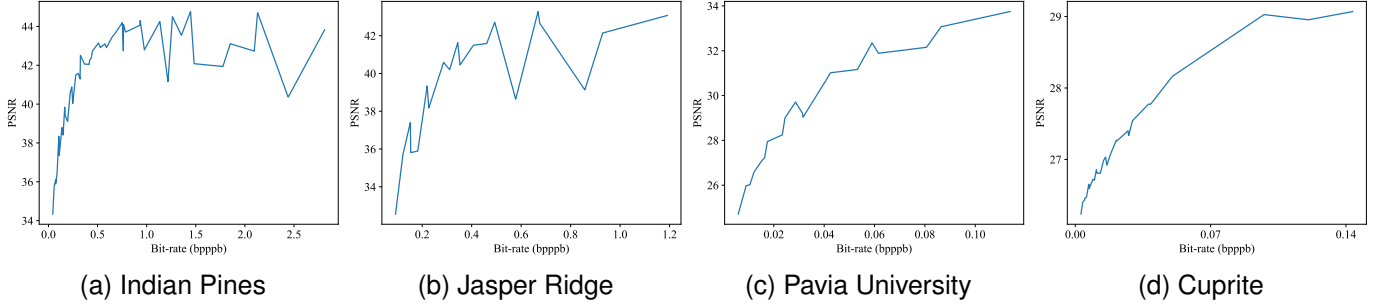 PSNR
44
42
40
38
36
34
0.0 0.5 1.0 1.5 2.0 2.5
Bit-rate (bpppb)
(a) Indian Pines
PSNR
42
40
38
36
34
0.2 0.4 0.6 0.8 1.0 1.2
Bit-rate (bpppb)
(b) Jasper Ridge
PSNR
34
32
30
28
26
0.02 0.04 0.06 0.08 0.10
Bit-rate (bpppb)
(c) Pavia University
PSNR
29
28
27
0.00 0.07 0.14
Bit-rate (bpppb)
(d) Cuprite